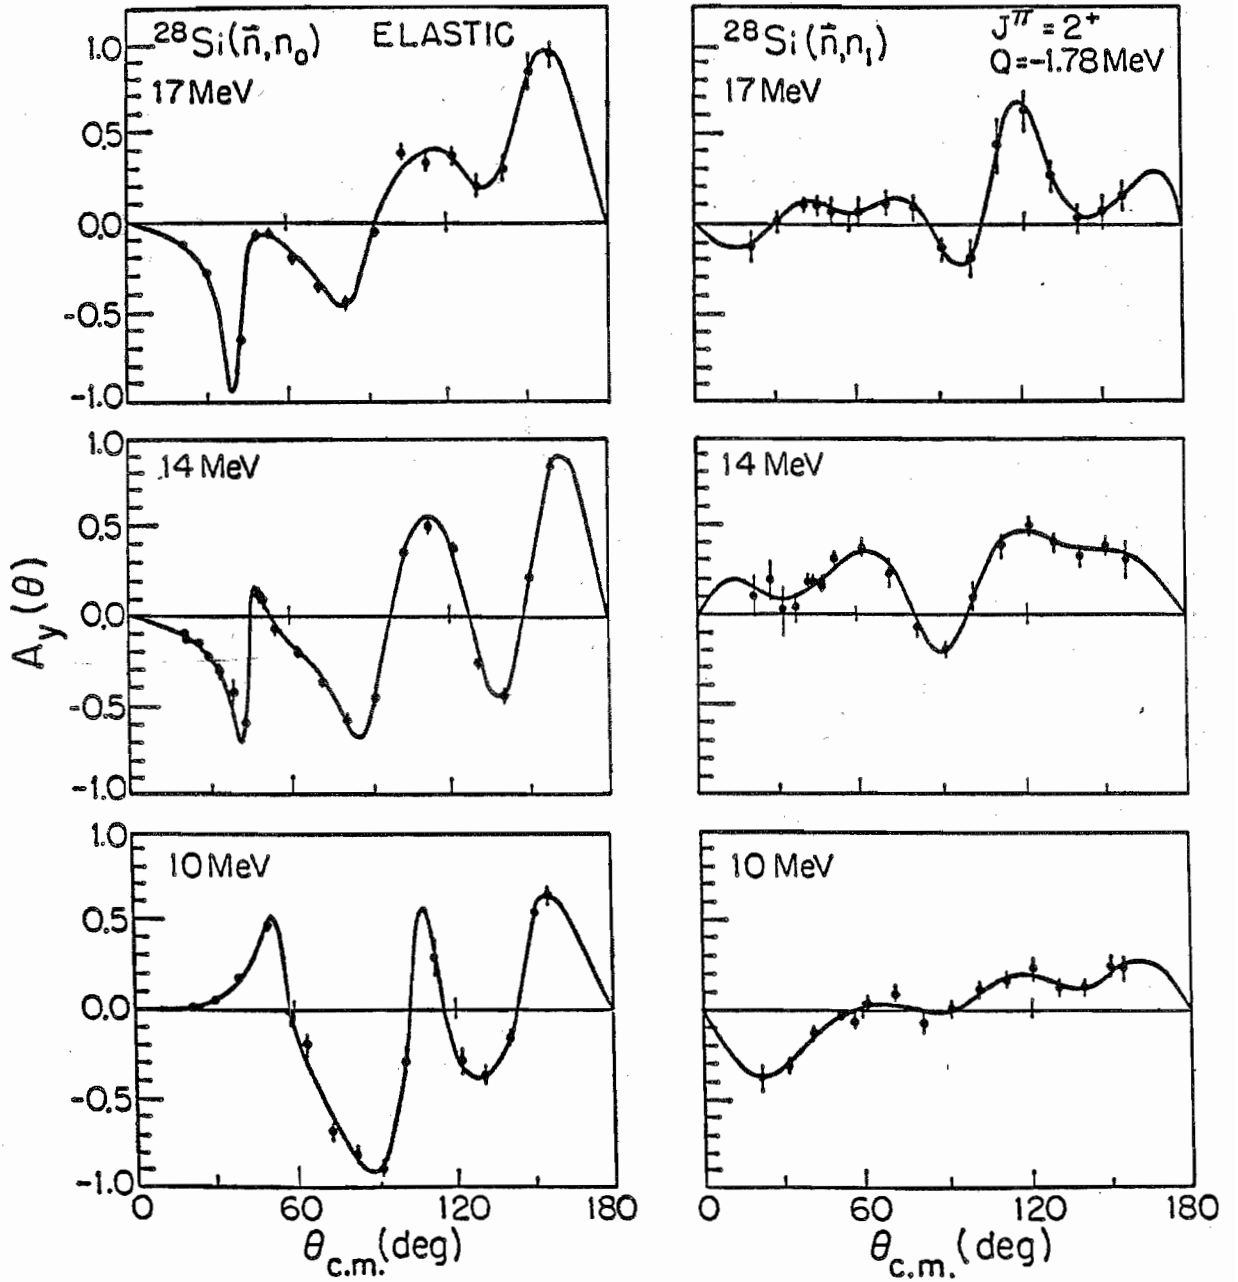 ²⁸Si(n⃗,n₀) ELASTIC
17 MeV
1.0
0.5
0.0
-0.5
-1.0
²⁸Si(n⃗,n₁)
Jπ = 2⁺
Q=-1.78 MeV
17 MeV
14 MeV
1.0
0.5
0.0
-0.5
-1.0
14 MeV
A_y(θ)
10 MeV
1.0
0.5
0.0
-0.5
-1.0
10 MeV
0 60 120 180
θc.m.(deg)
0 60 120 180
θc.m.(deg)